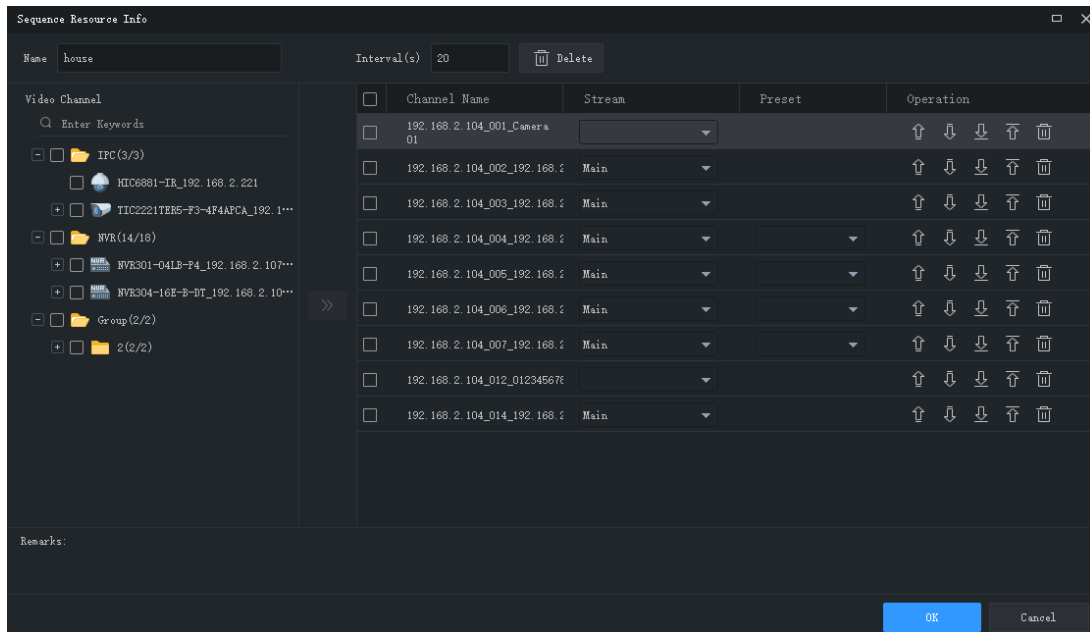 Sequence Resource Info
Name house Interval(s) 20 Delete
Video Channel
Enter Keywords
IPC(3/3)
HIC6881-IR_192.168.2.221
TIC2221TER5-F3-4F4APCA_192.1···
NVR(14/18)
NVR301-04LB-P4_192.168.2.107···
NVR304-16E-B-DT_192.168.2.10···
Group(2/2)
2(2/2)
Channel Name Stream Preset Operation
192.168.2.104_001_Camera
01
192.168.2.104_002_192.168.2 Main
192.168.2.104_003_192.168.2 Main
192.168.2.104_004_192.168.2 Main
192.168.2.104_005_192.168.2 Main
192.168.2.104_006_192.168.2 Main
192.168.2.104_007_192.168.2 Main
192.168.2.104_012_012345678
192.168.2.104_014_192.168.2 Main
Remarks:
OK Cancel